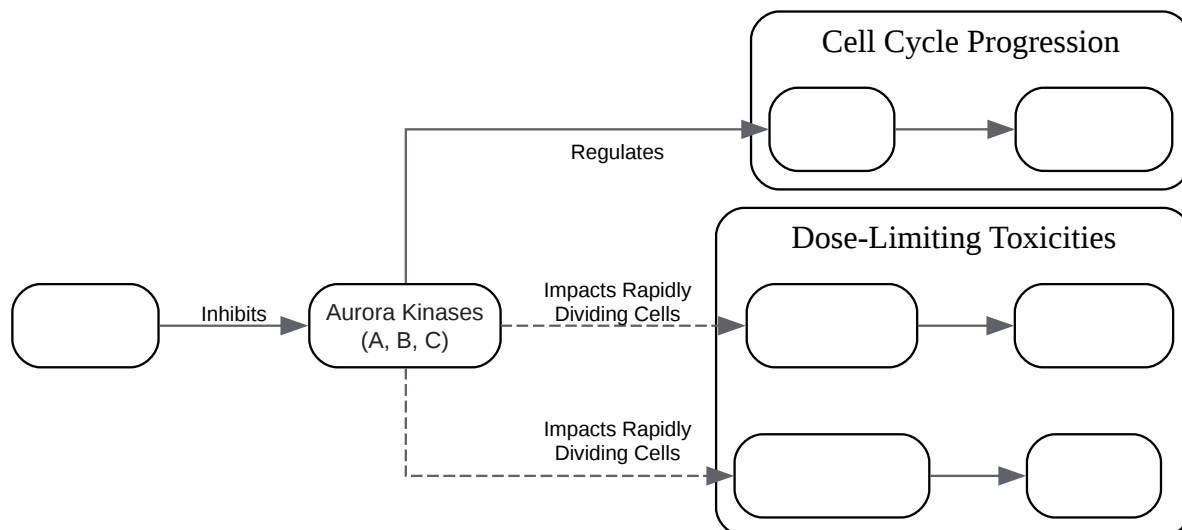 Cell Cycle Progression
Regulates
Dose-Limiting Toxicities
Inhibits
Aurora Kinases
(A, B, C)
Impacts Rapidly
Dividing Cells
Impacts Rapidly
Dividing Cells